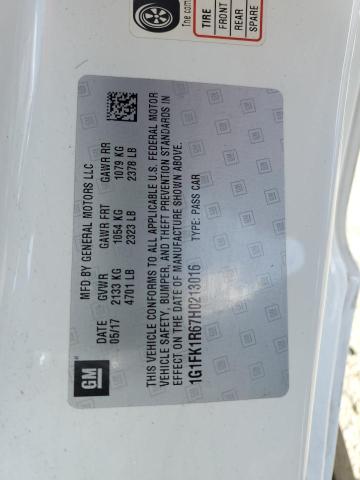 The com
TIRE
FRONT
REAR
SPARE
MFD BY GENERAL MOTORS LLC
DATE GVWR GAWR FRT GAWR RR
05/17 2133 KG 1054 KG 1079 KG
4701 LB 2323 LB 2378 LB
THIS VEHICLE CONFORMS TO ALL APPLICABLE U.S. FEDERAL MOTOR
VEHICLE SAFETY, BUMPER, AND THEFT PREVENTION STANDARDS IN
EFFECT ON THE DATE OF MANUFACTURE SHOWN ABOVE.
1G1FK1R67H0213016 TYPE: PASS CAR
GM